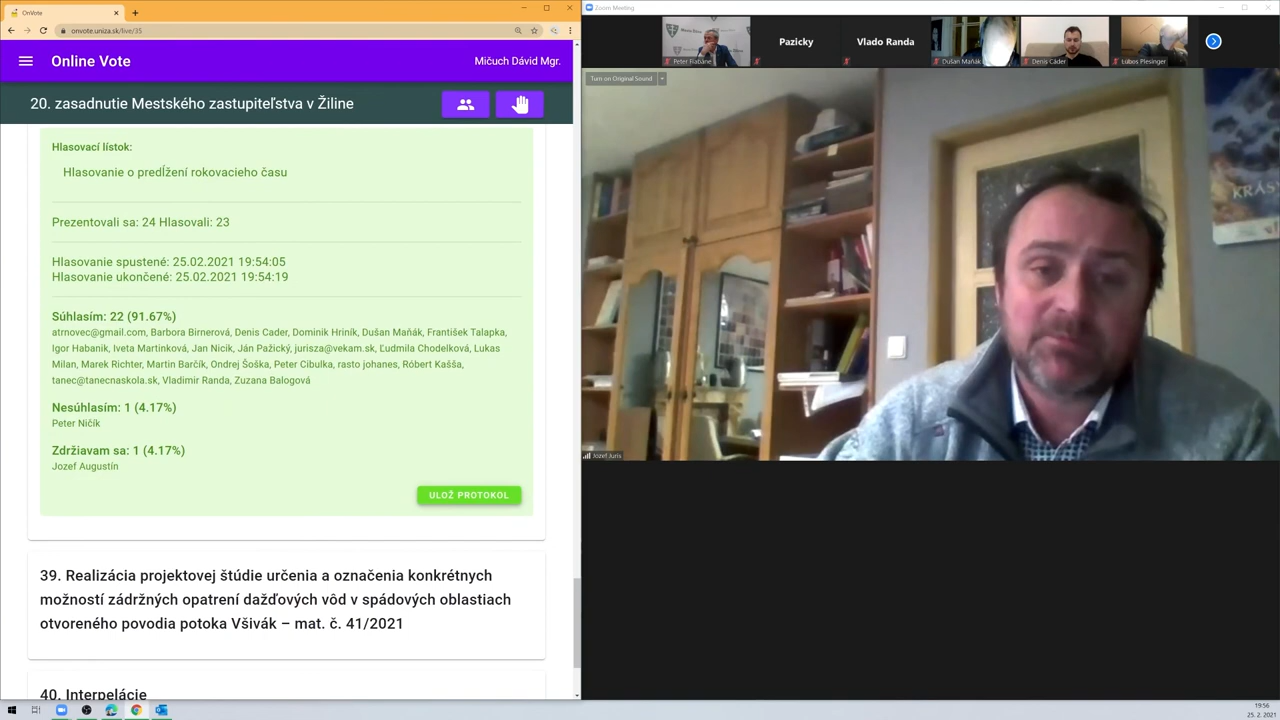 OnVote
onvote.uniza.sk/live/35
Online Vote
Mičuch Dávid Mgr.
20. zasadnutie Mestského zastupiteľstva v Žiline
Hlasovací lístok:
Hlasovanie o predĺžení rokovacieho času
Prezentovali sa: 24 Hlasovali: 23
Hlasovanie spustené: 25.02.2021 19:54:05
Hlasovanie ukončené: 25.02.2021 19:54:19
Súhlasím: 22 (91.67%)
atrnovec@gmail.com, Barbora Birnerová, Denis Cader, Dominik Hriník, Dušan Maňák, František Talapka,
Igor Habanik, Iveta Martinková, Jan Nicik, Ján Pažický, jurisza@vekam.sk, Ľudmila Chodelková, Lukas
Milan, Marek Richter, Martin Barčík, Ondrej Šoška, Peter Cibulka, rasto johanes, Róbert Kašša,
tanec@tanecnaskola.sk, Vladimir Randa, Zuzana Balogová
Nesúhlasím: 1 (4.17%)
Peter Ničík
Zdržiavam sa: 1 (4.17%)
Jozef Augustín
ULOŽ PROTOKOL
39. Realizácia projektovej štúdie určenia a označenia konkrétnych
možností zádržných opatrení dažďových vôd v spádových oblastiach
otvoreného povodia potoka Všivák – mat. č. 41/2021
40. Interpelácie
Zoom Meeting
Peter Fiabáne
Pazicky
Vlado Randa
Dušan Maňák
Denis Cáder
Ľubos Plesinger
Turn on Original Sound
KRÁS
Jozef Juriš
19:56
25. 2. 2021